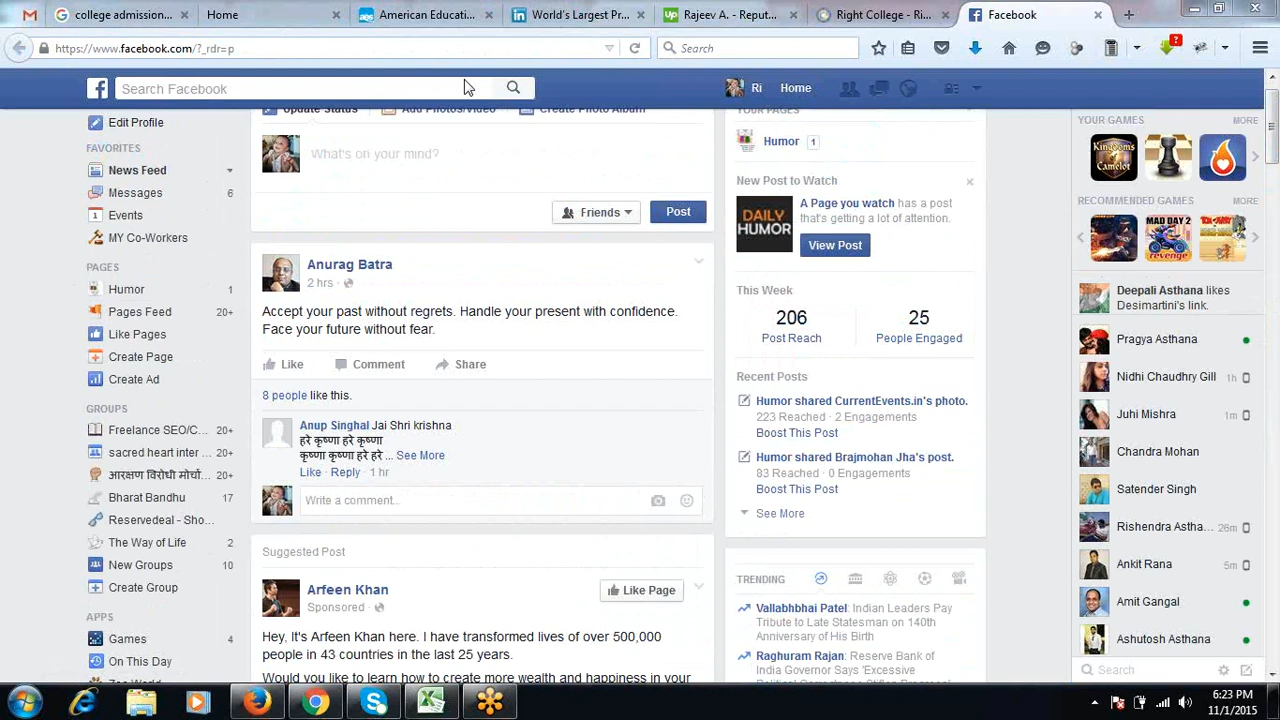 college admission...
Home
American Educati...
World's Largest Pr...
Rajeev A. - Reput...
Right College - Ri...
Facebook
https://www.facebook.com/?_rdr=p
Search
?
Search Facebook
Ri
Home
Edit Profile
FAVORITES
News Feed
Messages 6
1 Events
MY Co-Workers
PAGES
Humor 1
Pages Feed 20+
Like Pages
Create Page
Create Ad
GROUPS
Freelance SEO/C... 20+
sacred heart inter ... 20+
आरक्षण विरोधी मोर्चा... 20+
Bharat Bandhu 17
Reservedeal - Sho...
The Way of Life 2
New Groups 10
Create Group
APPS
Games 4
On This Day
Update Status
Add Photos/Video
Create Photo Album
What's on your mind?
Friends
Post
Anurag Batra
2 hrs ·
Accept your past without regrets. Handle your present with confidence.
Face your future without fear.
Like
Comment
Share
8 people like this.
Anup Singhal Jai Shri krishna
हरे कृष्णा हरे कृष्णा
कृष्णा कृष्णा हरे हरे ... See More
Like · Reply · 1 hr
Write a comment...
Suggested Post
Arfeen Khan
Sponsored ·
Like Page
Hey, It's Arfeen Khan here. I have transformed lives of over 500,000
people in 43 countries in the last 25 years.
Would you like to learn how to create more wealth and happiness in your
YOUR PAGES
Humor 1
New Post to Watch
DAILY
HUMOR
A Page you watch has a post
that's getting a lot of attention.
View Post
This Week
206
Post Reach
25
People Engaged
Recent Posts
Humor shared CurrentEvents.in's photo.
223 Reached · 2 Engagements
Boost This Post
Humor shared Brajmohan Jha's post.
83 Reached · 0 Engagements
Boost This Post
See More
TRENDING
Vallabhbhai Patel: Indian Leaders Pay
Tribute to Late Statesman on 140th
Anniversary of His Birth
Raghuram Rajan: Reserve Bank of
India Governor Says 'Excessive
YOUR GAMES
MORE
RECOMMENDED GAMES
MORE
MAD DAY 2
Deepali Asthana likes
Desimartini's link.
Pragya Asthana
Nidhi Chaudhry Gill 1h
Juhi Mishra 1m
Chandra Mohan
Satender Singh
Rishendra Astha... 26m
Ankit Rana 5m
Amit Gangal
Ashutosh Asthana
Search
6:23 PM
11/1/2015